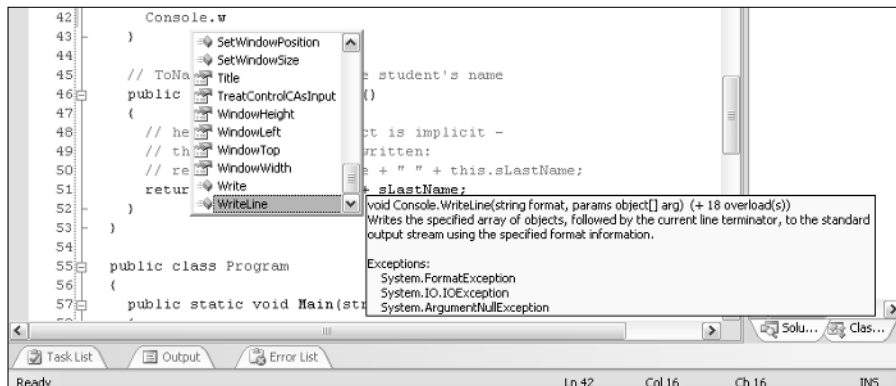 42 Console.w
43 }
SetWindowPosition
44
SetWindowSize
45 // ToNa Title e student's name
46 public TreatControlCAsInput ()
47 { WindowHeight
48 // he WindowLeft ct is implicit -
49 // th WindowTop written:
50 // re WindowWidth e + " " + this.sLastName;
51 retur Write + sLastName;
52 } WriteLine
void Console.WriteLine(string format, params object[] arg) (+ 18 overload(s))
Writes the specified array of objects, followed by the current line terminator, to the standard
output stream using the specified format information.
Exceptions:
System.FormatException
System.IO.IOException
System.ArgumentNullException
53 }
54
55 public class Program
56 {
57 public static void Main(str
Solu... Clas...
Task List Output Error List
Ready Ln 42 Col 16 Ch 16 INS